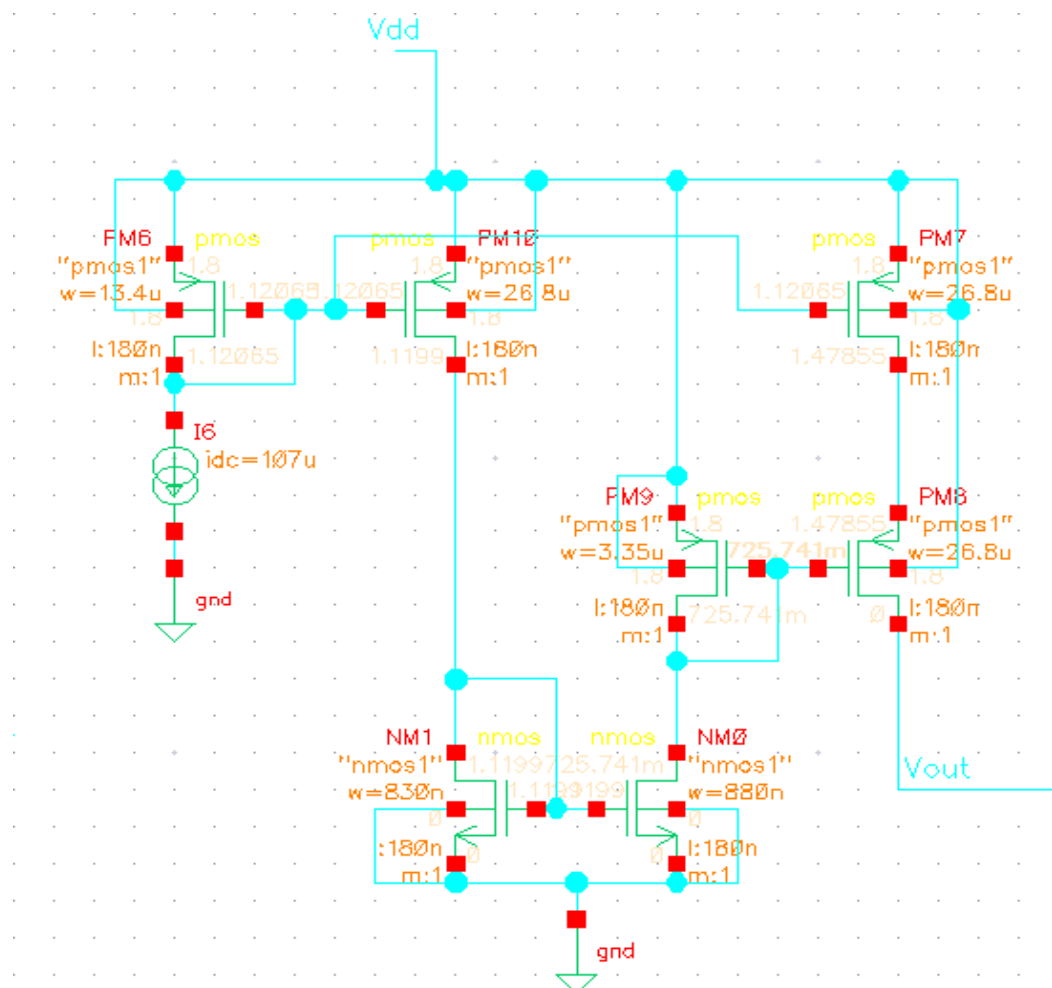 Vdd
PM6 pmos
1.8
"pmos1"
w=13.4u
1.8
l:180n
m:1
1.12065
pmos PM10
1.8
"pmos1"
w=26.8u
1.8
1.1199
l:180n
m:1
pmos PM7
1.8
"pmos1"
w=26.8u
1.12065
1.8
1.47855
l:180n
m:1
I6
idc=107u
gnd
PM9 pmos
1.8
"pmos1"
w=3.35u
725.741m
1.8
l:180n
m:1
725.741m
pmos PM8
1.47855
"pmos1"
w=26.8u
1.8
0
l:180n
m:1
Vout
NM1 nmos
"nmos1"
w=830n
0
:180n
m:1
0
nmos NM0
725.741m
"nmos1"
w=880n
0
l:180n
m:1
0
gnd